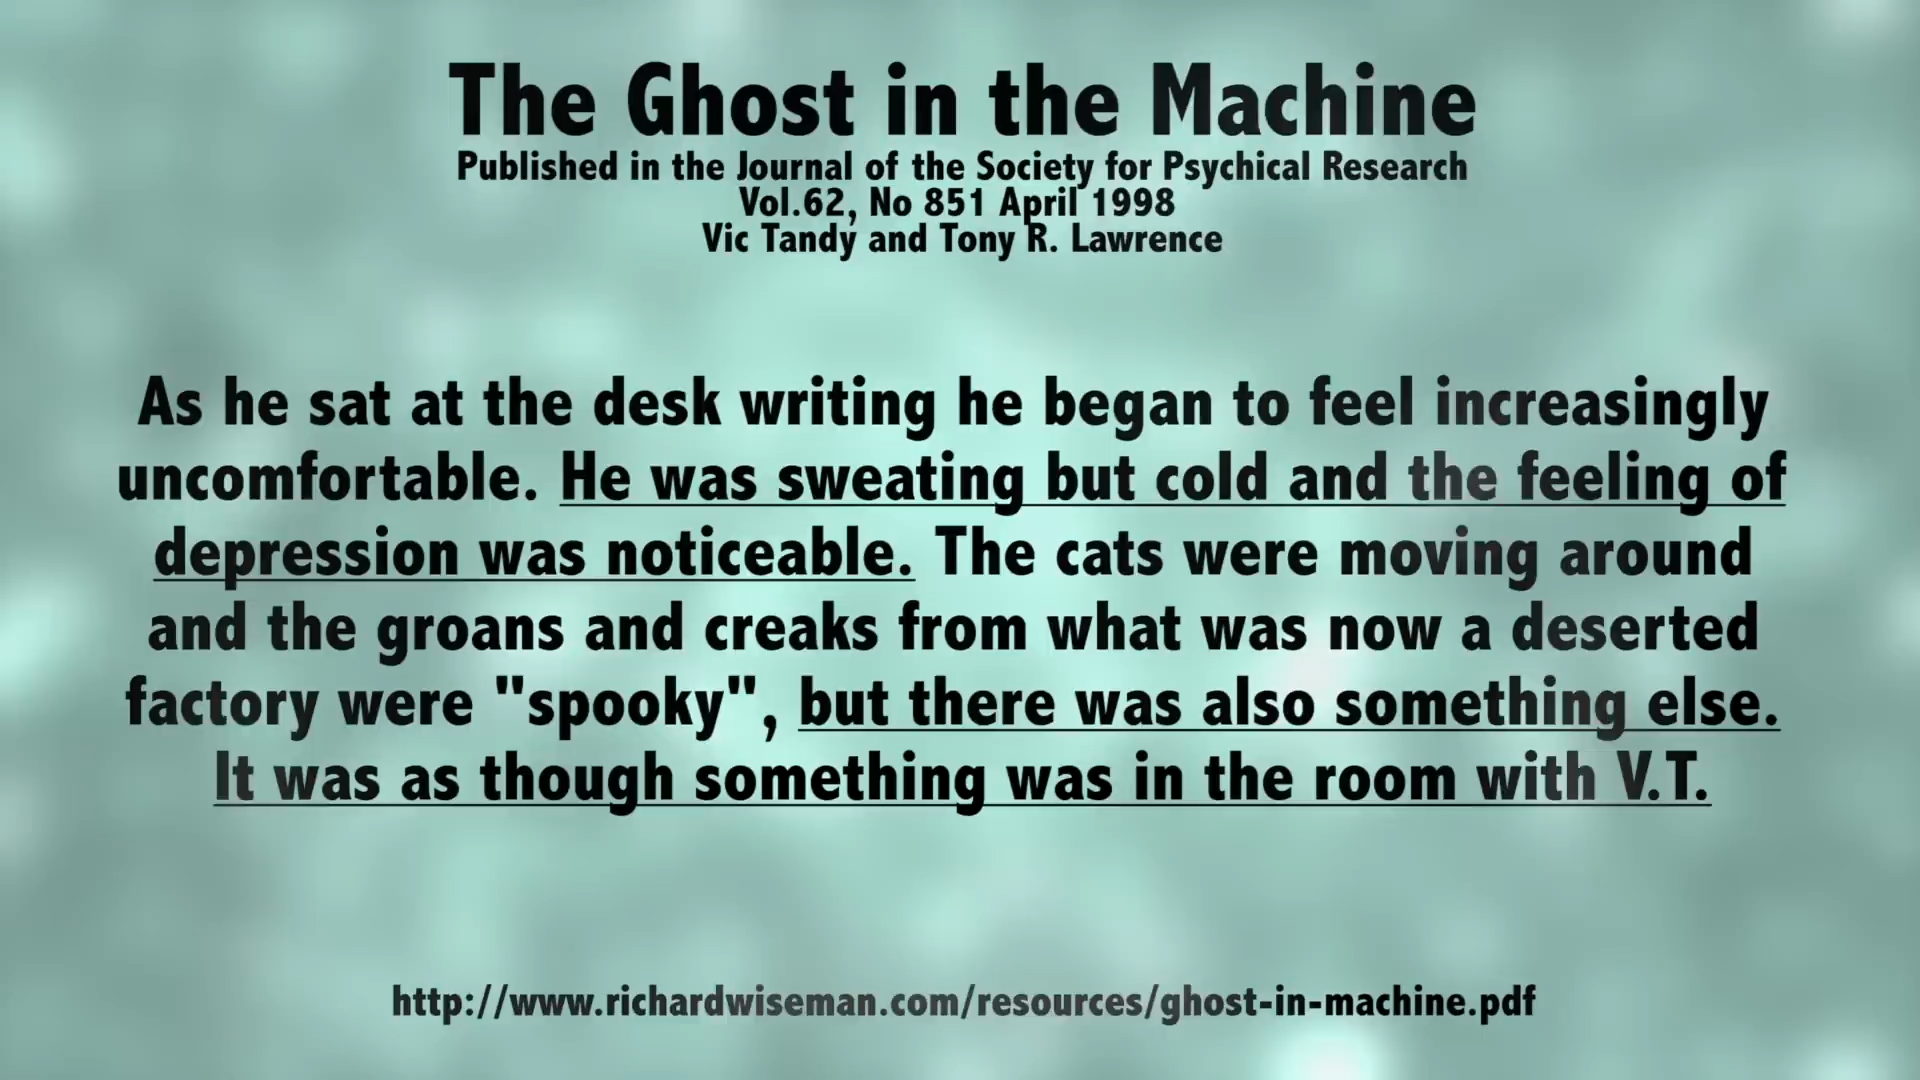 The Ghost in the Machine
Published in the Journal of the Society for Psychical Research
Vol.62, No 851 April 1998
Vic Tandy and Tony R. Lawrence
As he sat at the desk writing he began to feel increasingly
uncomfortable. He was sweating but cold and the feeling of
depression was noticeable. The cats were moving around
and the groans and creaks from what was now a deserted
factory were "spooky", but there was also something else.
It was as though something was in the room with V.T.
http://www.richardwiseman.com/resources/ghost-in-machine.pdf